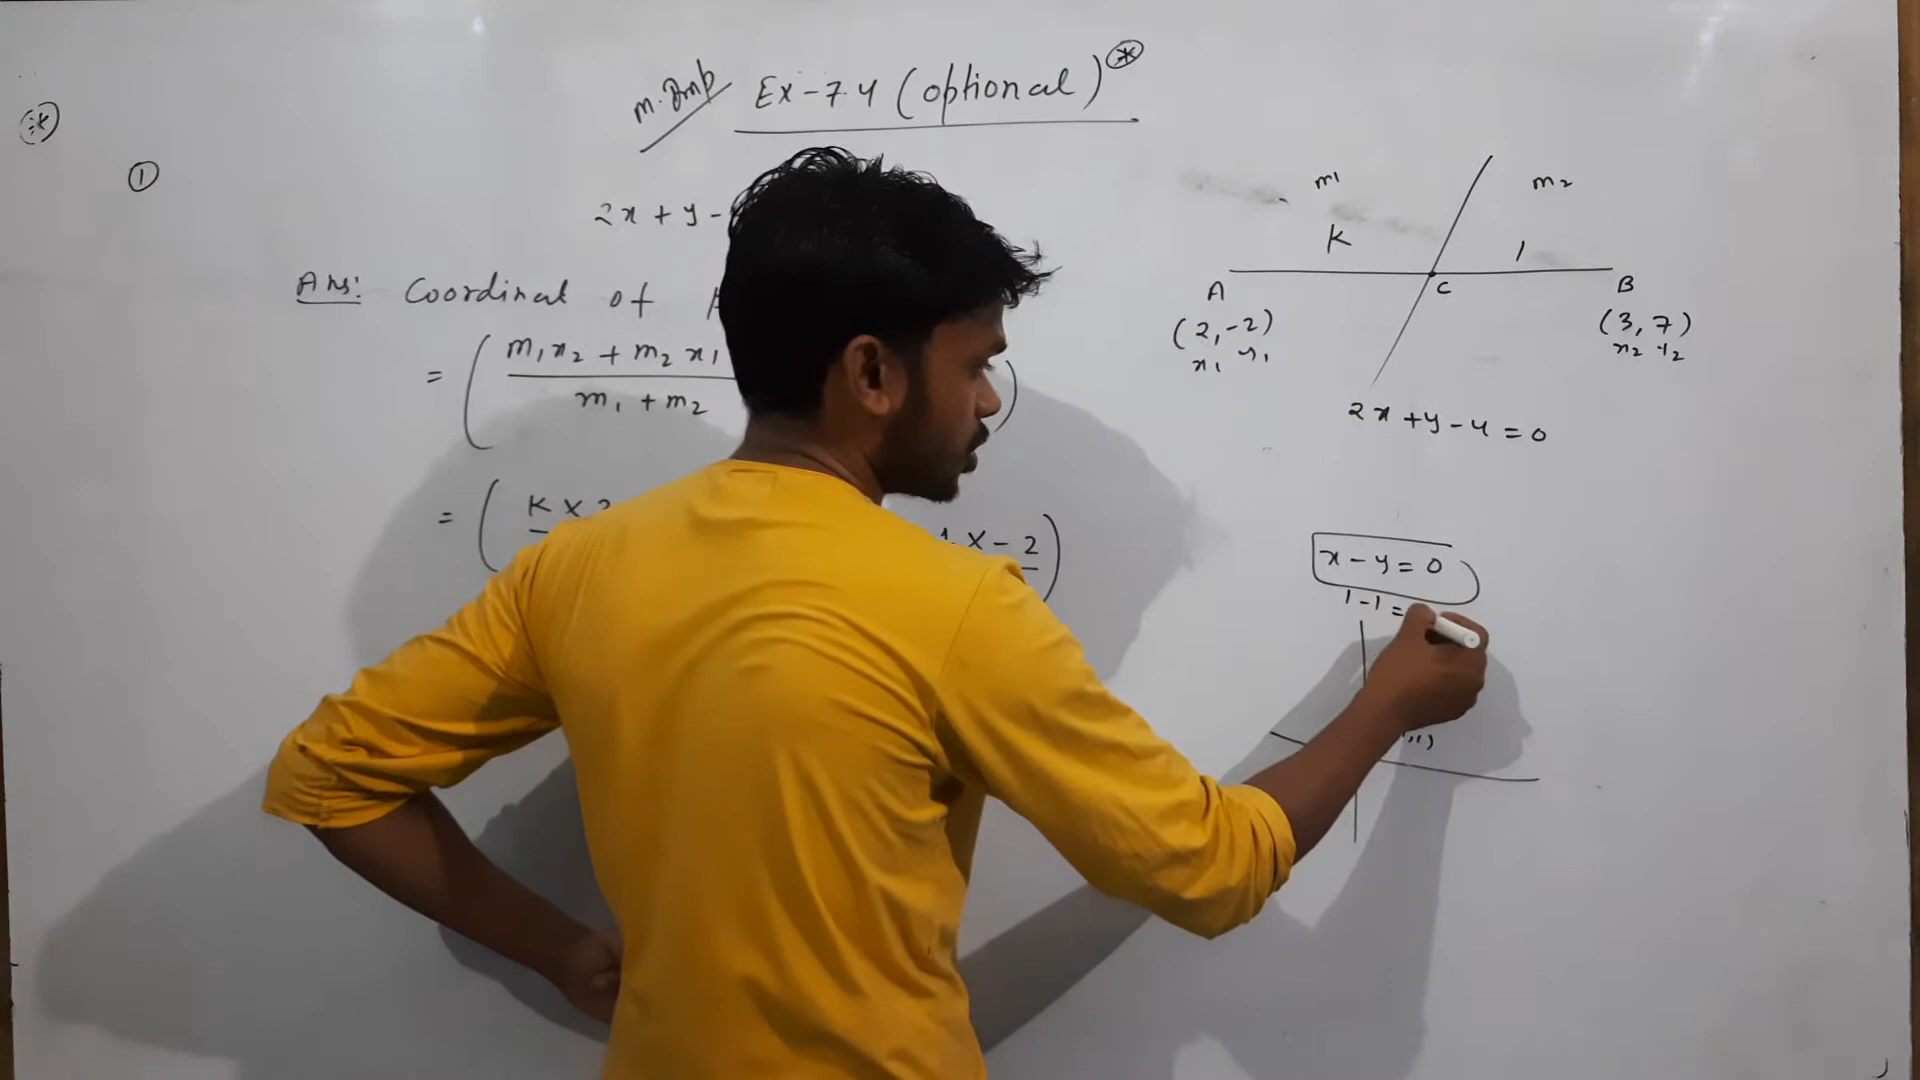 m. Imp Ex-7.4 (optional) *
①
2x + y -
Ans: Coordinat of
= ( m₁x₂ + m₂x₁
m₁ + m₂ )
= ( K ×
1 × - 2 )
m₁ m₂
K 1
A C B
(2, -2) (3, 7)
x₁ y₁ x₂ y₂
2x + y - 4 = 0
x - y = 0
1 - 1 =